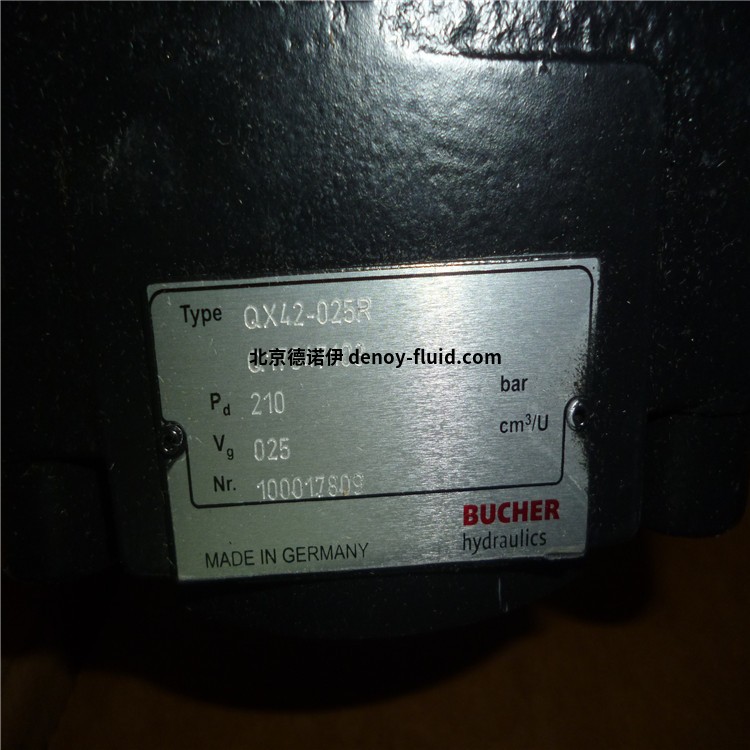 Type QX42-025R
北京德诺伊 denoy-fluid.com
Pd 210 bar
Vg 025 cm³/U
Nr. 100017809
BUCHER
hydraulics
MADE IN GERMANY